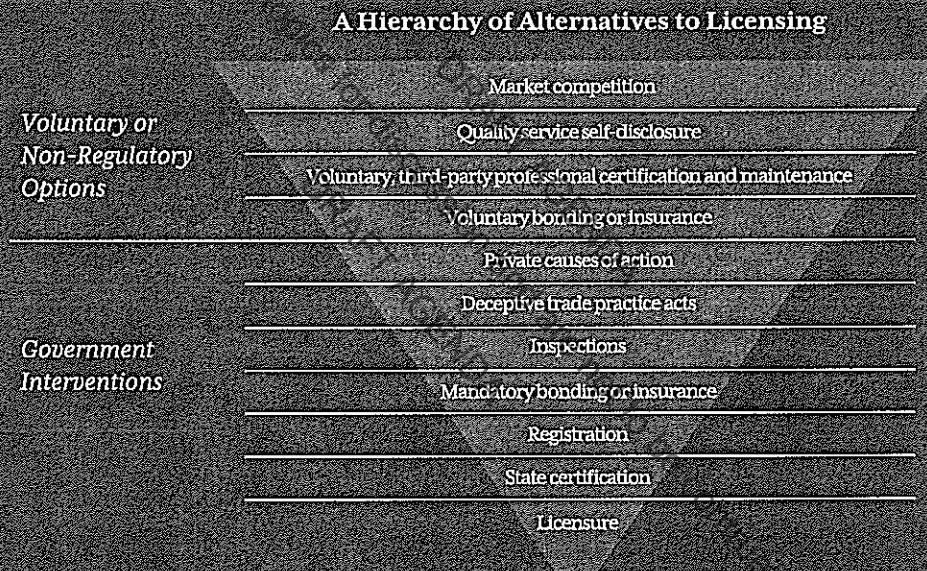 A Hierarchy of Alternatives to Licensing
Voluntary or
Non-Regulatory
Options
Market competition
Quality service self-disclosure
Voluntary, third-party professional certification and maintenance
Voluntary bonding or insurance
Government
Interventions
Private causes of action
Deceptive trade practice acts
Inspections
Mandatory bonding or insurance
Registration
State certification
Licensure